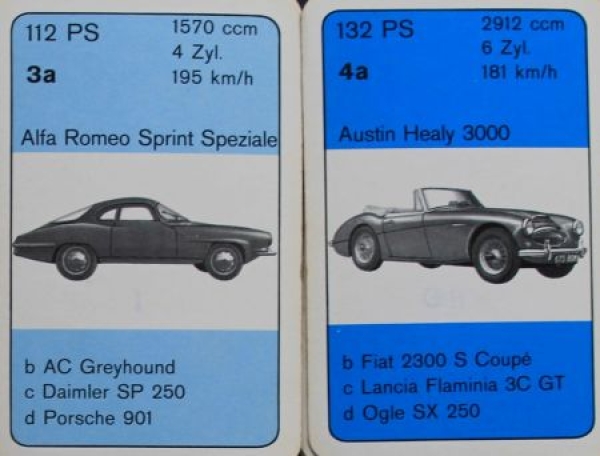 112 PS
1570 ccm
4 Zyl.
3a
195 km/h
Alfa Romeo Sprint Speziale
b AC Greyhound
c Daimler SP 250
d Porsche 901
132 PS
2912 ccm
6 Zyl.
4a
181 km/h
Austin Healy 3000
b Fiat 2300 S Coupé
c Lancia Flaminia 3C GT
d Ogle SX 250